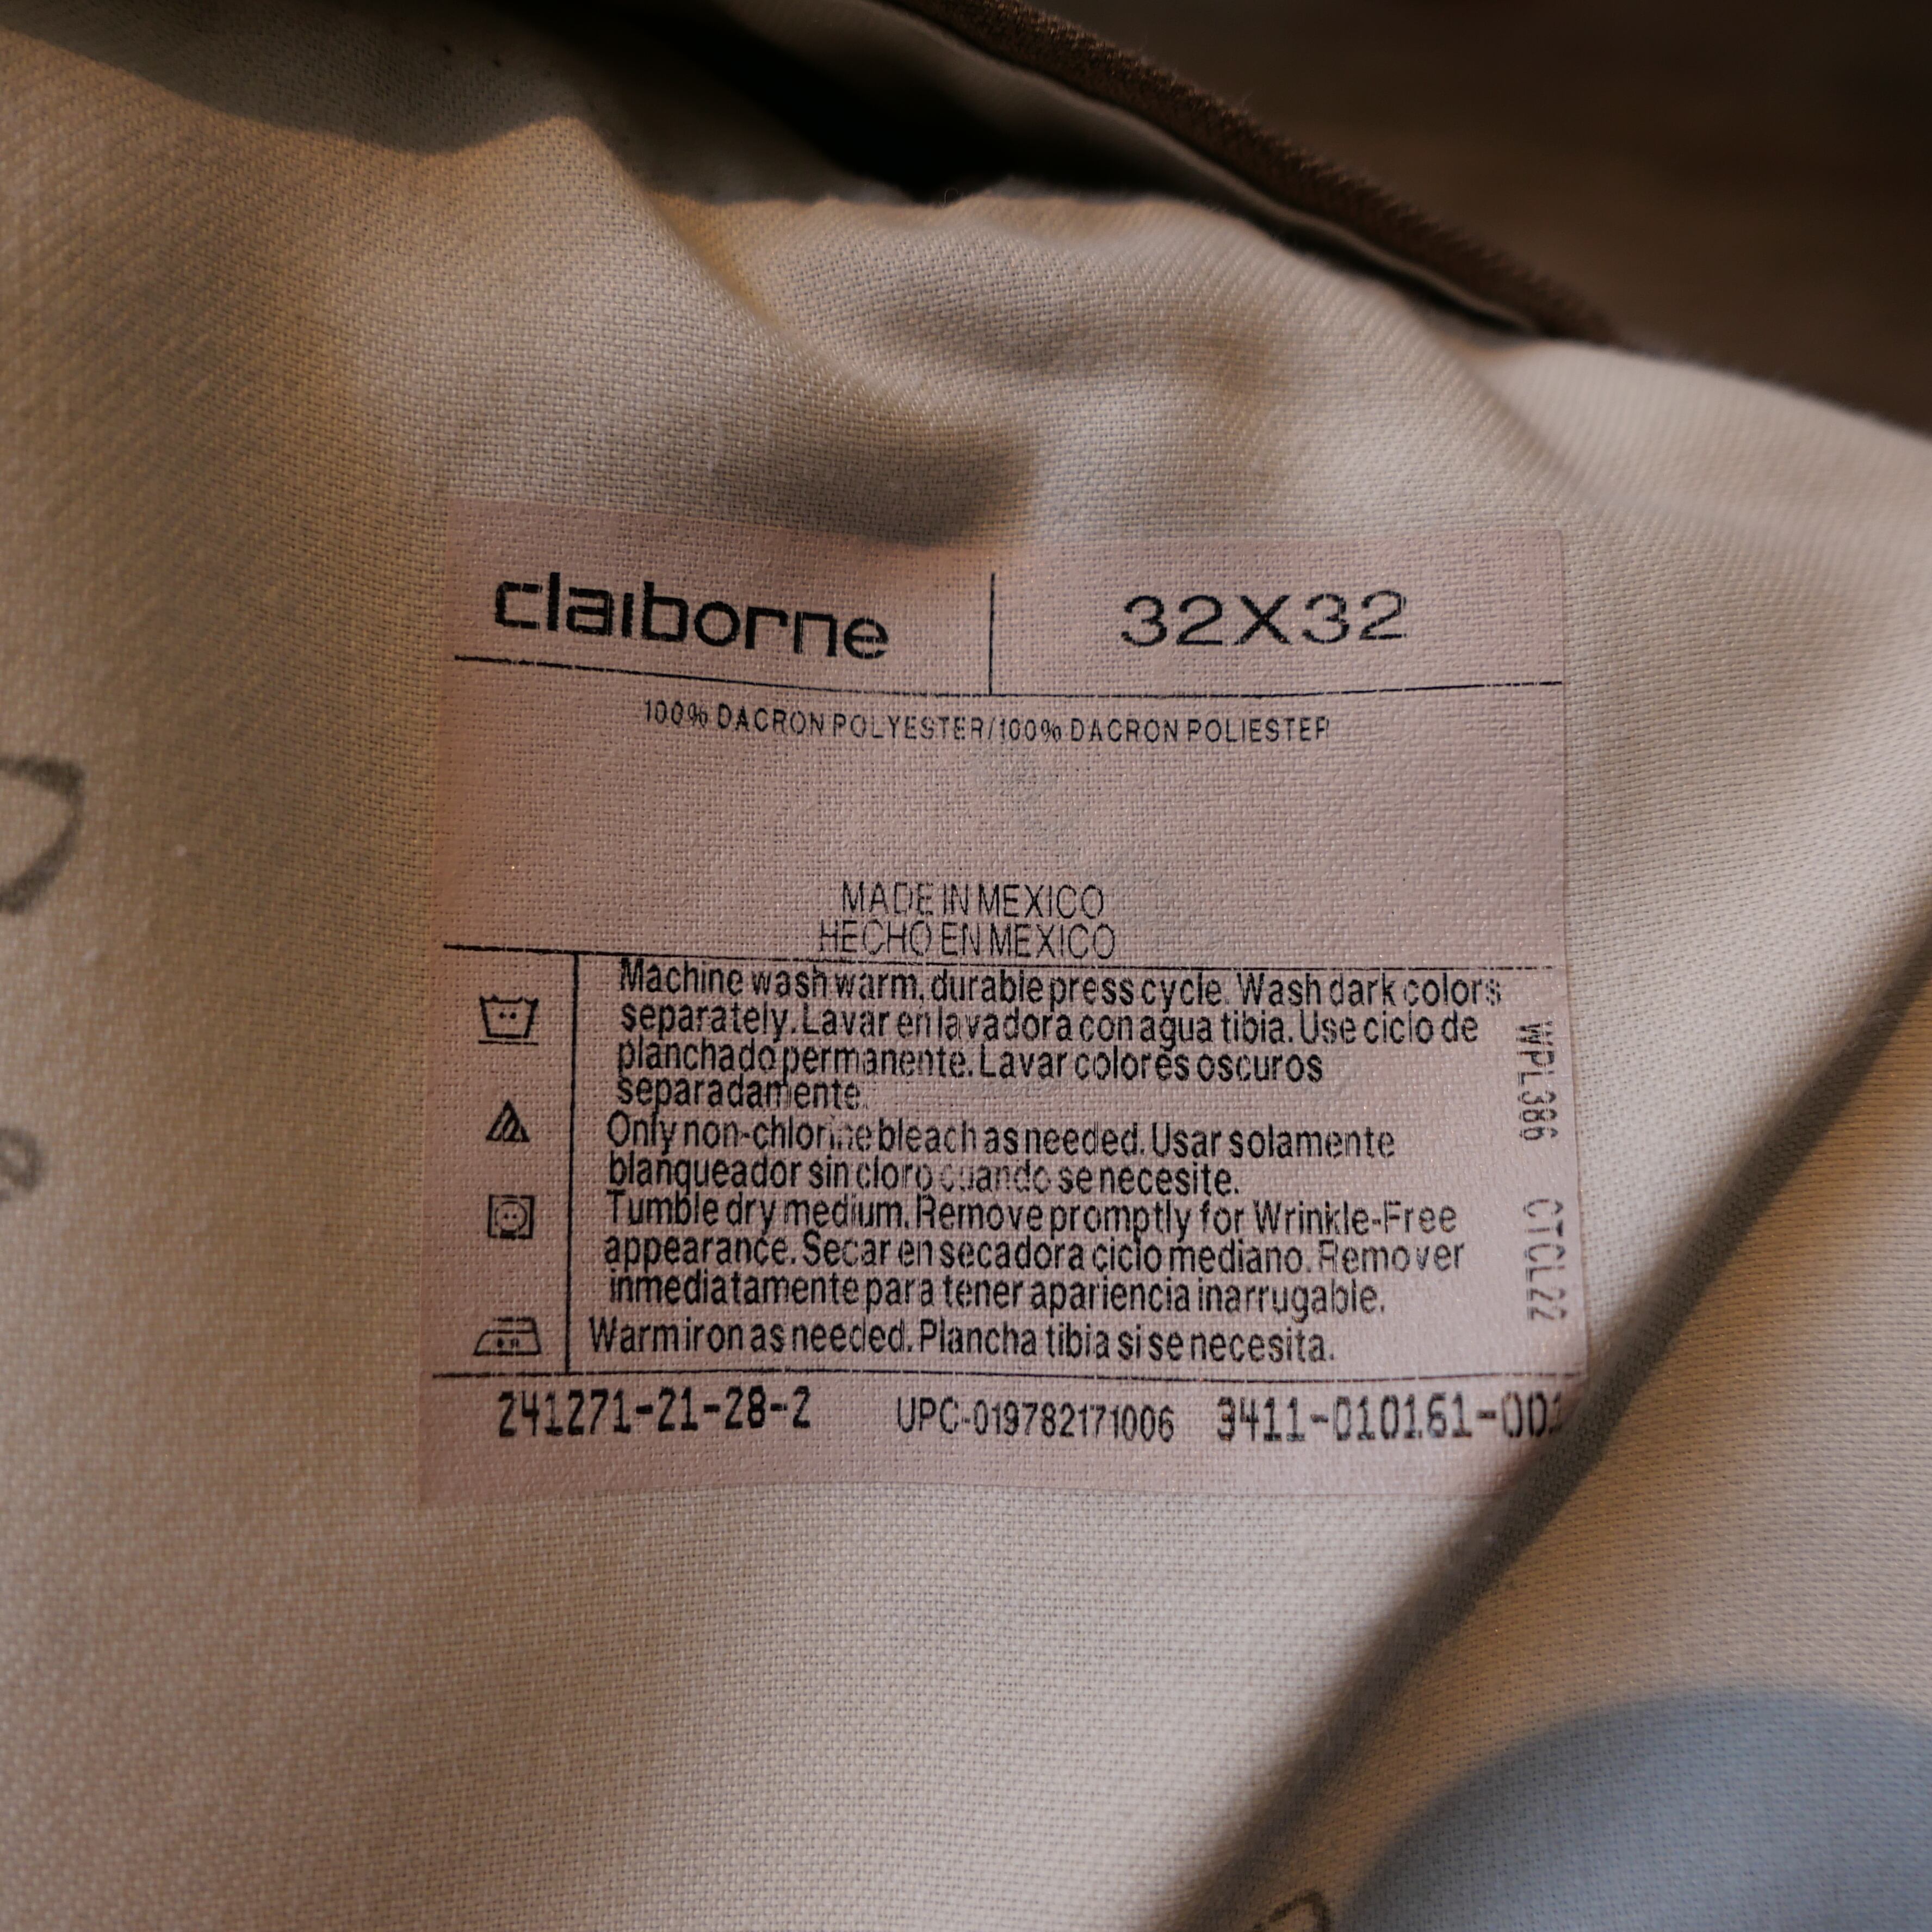 claiborne 32X32
100% DACRON POLYESTER/100% DACRON POLIESTER
MADE IN MEXICO
HECHO EN MEXICO
Machine wash warm, durable press cycle. Wash dark colors
separately. Lavar en lavadora con agua tibia. Use ciclo de
planchado permanente. Lavar colores oscuros
separadamente.
Only non-chlorine bleach as needed. Usar solamente
blanqueador sin cloro cuando se necesite.
Tumble dry medium. Remove promptly for Wrinkle-Free
appearance. Secar en secadora ciclo mediano. Remover
inmediatamente para tener apariencia inarrugable.
Warm iron as needed. Plancha tibia si se necesita.
WPL386 CTCL22
241271-21-28-2 UPC-019782171006